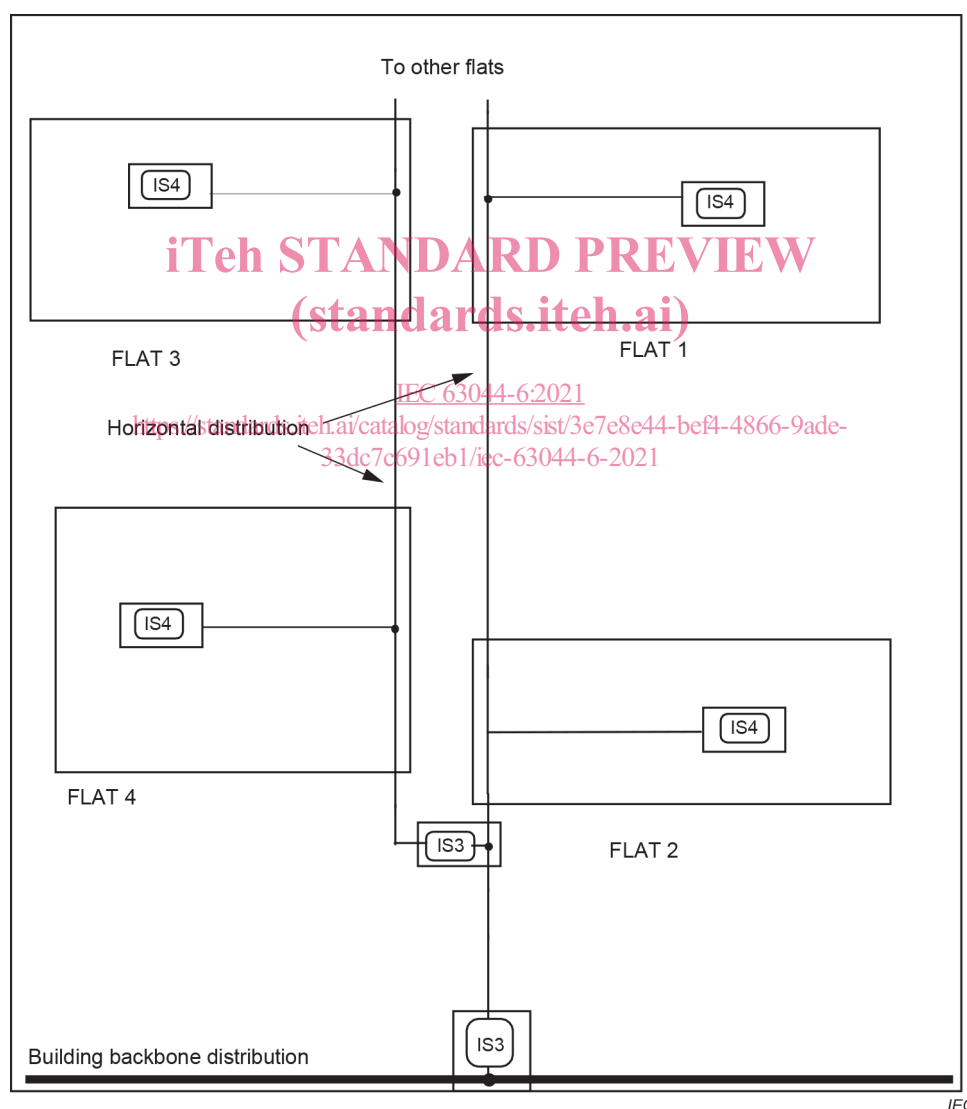 To other flats
IS4
IS4
iTeh STANDARD PREVIEW
(standards.iteh.ai)
FLAT 3
FLAT 1
IEC 63044-6:2021
Horizontal distribution
https://standards.iteh.ai/catalog/standards/sist/3e7e8e44-bef4-4866-9ade-
33dc7c691eb1/iec-63044-6-2021
IS4
IS4
FLAT 4
IS3
FLAT 2
IS3
Building backbone distribution
IEC